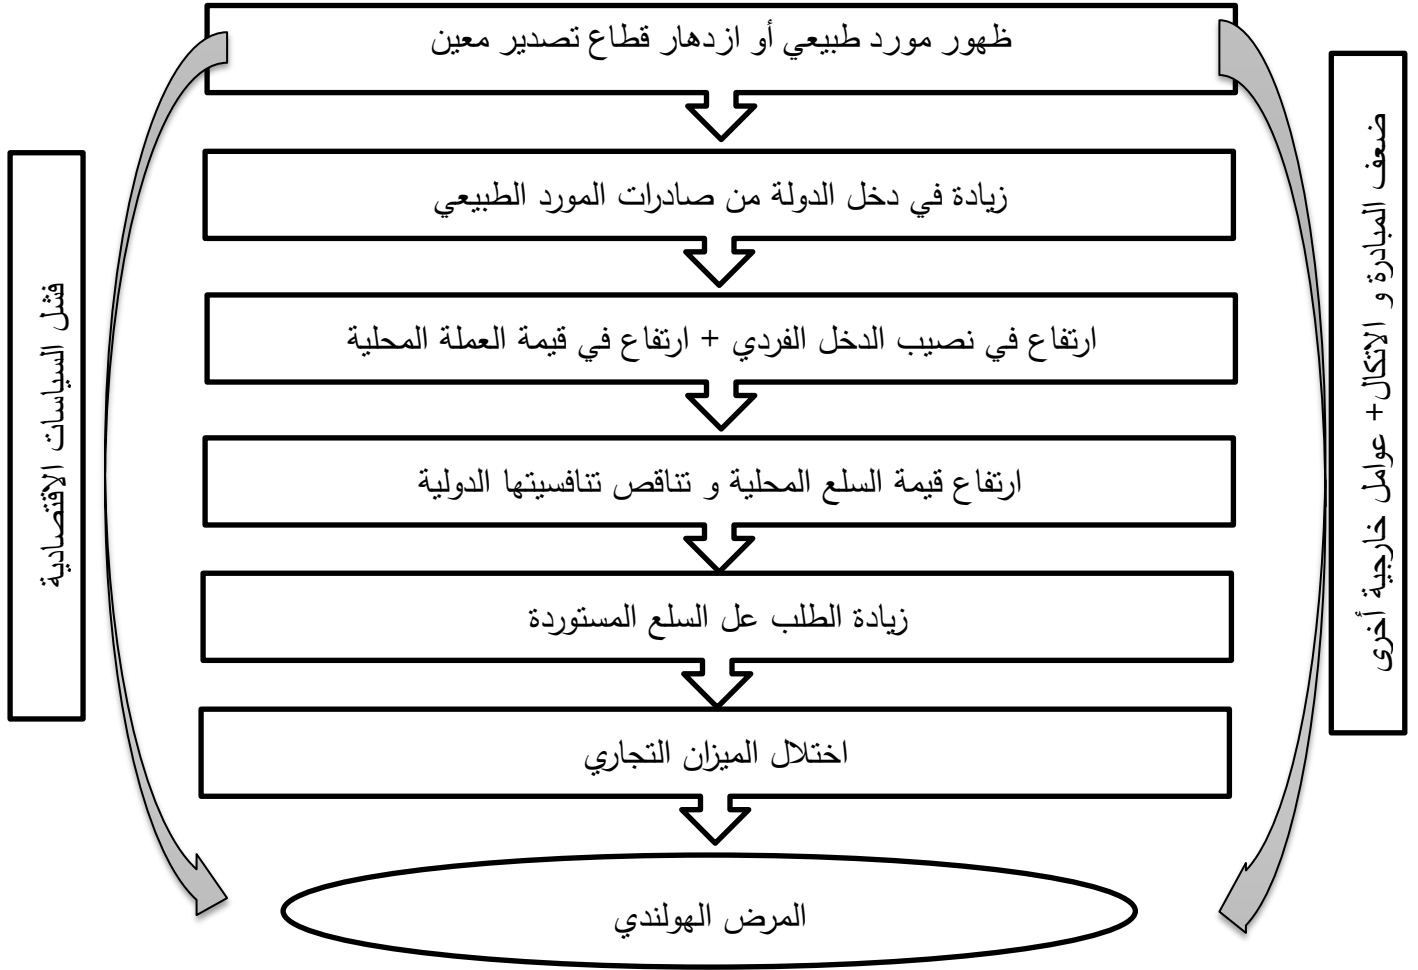 ظهور مورد طبيعي أو ازدهار قطاع تصدير معين
زيادة في دخل الدولة من صادرات المورد الطبيعي
ارتفاع في نصيب الدخل الفردي + ارتفاع في قيمة العملة المحلية
ارتفاع قيمة السلع المحلية و تتاقص تتافسيتها الدولية
زيادة الطلب عل السلع المستوردة
اختلال الميزان التجاري
المرض الهولندي
ضعف المبادرة و الاتكال+ عوامل خارجية أخرى
فشل السياسات الاقتصادية